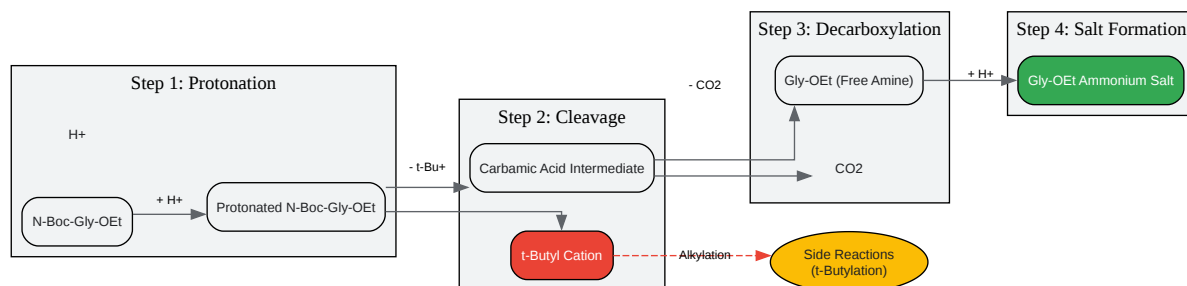 Step 1: Protonation
H+
N-Boc-Gly-OEt
+ H+
Protonated N-Boc-Gly-OEt
- t-Bu+
Step 2: Cleavage
Carbamic Acid Intermediate
t-Butyl Cation
Alkylation
Side Reactions
(t-Butylation)
- CO2
Step 3: Decarboxylation
Gly-OEt (Free Amine)
CO2
+ H+
Step 4: Salt Formation
Gly-OEt Ammonium Salt